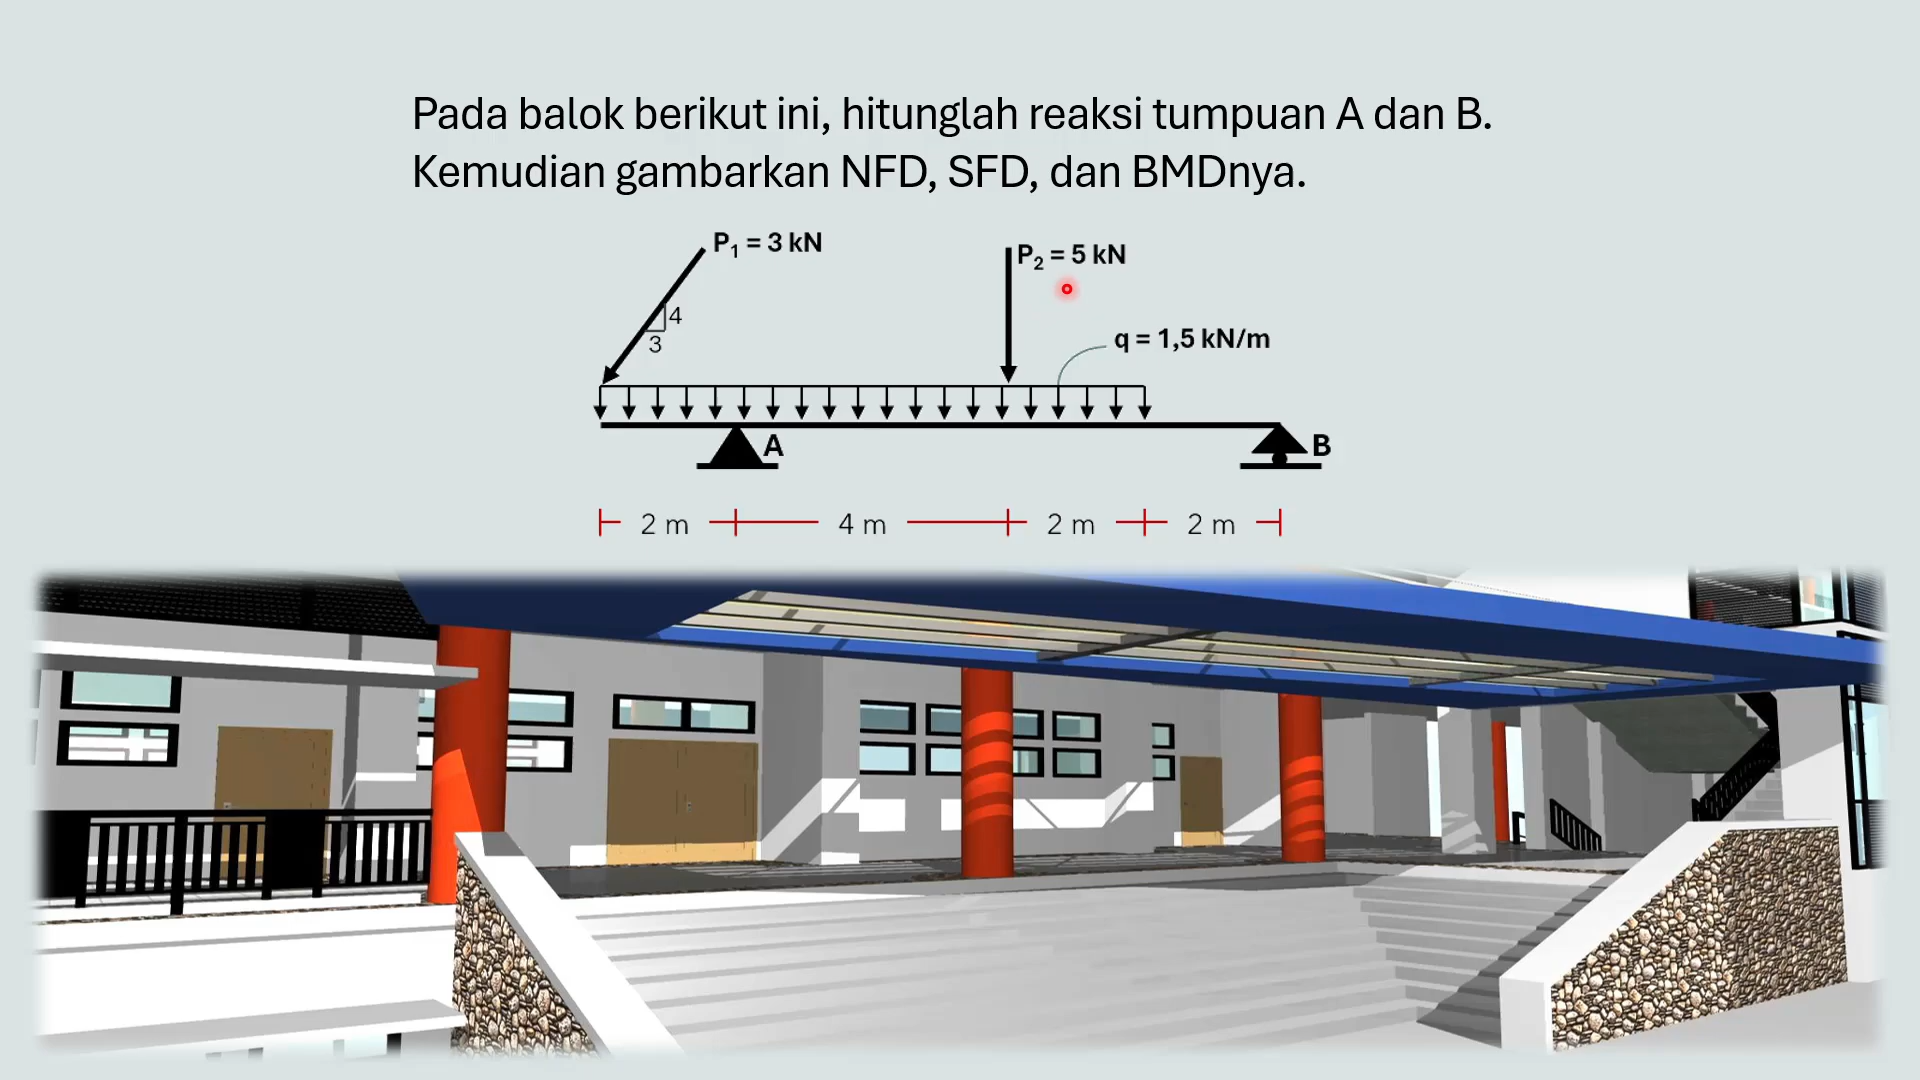 Pada balok berikut ini, hitunglah reaksi tumpuan A dan B.
Kemudian gambarkan NFD, SFD, dan BMDnya.
P₁ = 3 kN
P₂ = 5 kN
4
3
q = 1,5 kN/m
A
B
2 m
4 m
2 m
2 m